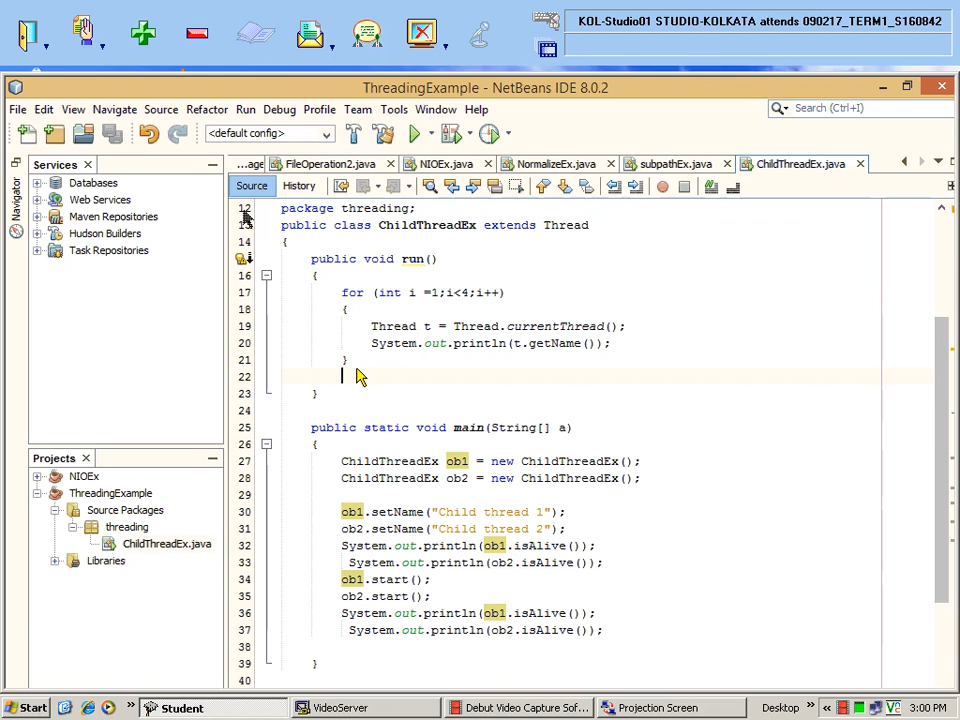 KOL-Studio01 STUDIO-KOLKATA attends 090217_TERM1_S160842
ThreadingExample - NetBeans IDE 8.0.2
File Edit View Navigate Source Refactor Run Debug Profile Team Tools Window Help
Search (Ctrl+I)
<default config>
Services
...age FileOperation2.java NIOEx.java NormalizeEx.java subpathEx.java ChildThreadEx.java
Source History
Navigator
Databases
Web Services
Maven Repositories
Hudson Builders
Task Repositories
Projects
NIOEx
ThreadingExample
Source Packages
threading
ChildThreadEx.java
Libraries
12 package threading;
13 public class ChildThreadEx extends Thread
14 {
public void run()
16 {
17 for (int i =1;i<4;i++)
18 {
19 Thread t = Thread.currentThread();
20 System.out.println(t.getName());
21 }
22
23 }
24
25 public static void main(String[] a)
26 {
27 ChildThreadEx ob1 = new ChildThreadEx();
28 ChildThreadEx ob2 = new ChildThreadEx();
29
30 ob1.setName("Child thread 1");
31 ob2.setName("Child thread 2");
32 System.out.println(ob1.isAlive());
33 System.out.println(ob2.isAlive());
34 ob1.start();
35 ob2.start();
36 System.out.println(ob1.isAlive());
37 System.out.println(ob2.isAlive());
38
39 }
40
Start Student VideoServer Debut Video Capture Sof... Projection Screen Desktop 3:00 PM